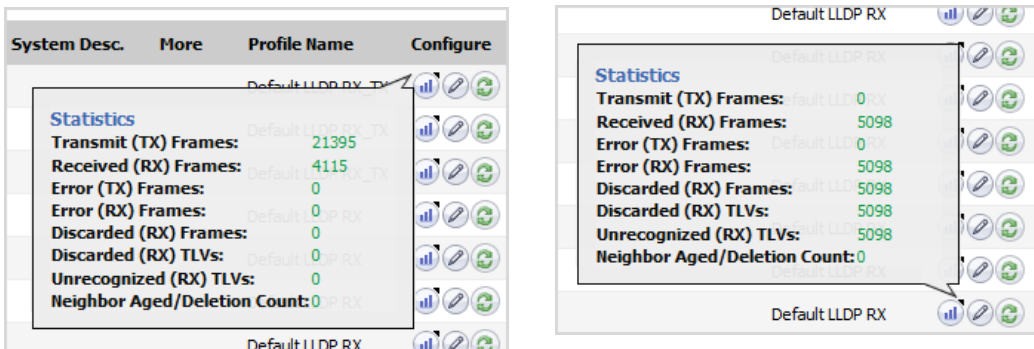 System Desc. More Profile Name Configure
Default LLDP RX_TX
Statistics
Transmit (TX) Frames: 21395
Received (RX) Frames: 4115
Error (TX) Frames: 0
Error (RX) Frames: 0
Discarded (RX) Frames: 0
Discarded (RX) TLVs: 0
Unrecognized (RX) TLVs: 0
Neighbor Aged/Deletion Count: 0
Default LLDP RX
Default LLDP RX
Statistics
Transmit (TX) Frames: 0
Received (RX) Frames: 5098
Error (TX) Frames: 0
Error (RX) Frames: 5098
Discarded (RX) Frames: 5098
Discarded (RX) TLVs: 5098
Unrecognized (RX) TLVs: 5098
Neighbor Aged/Deletion Count: 0
Default LLDP RX